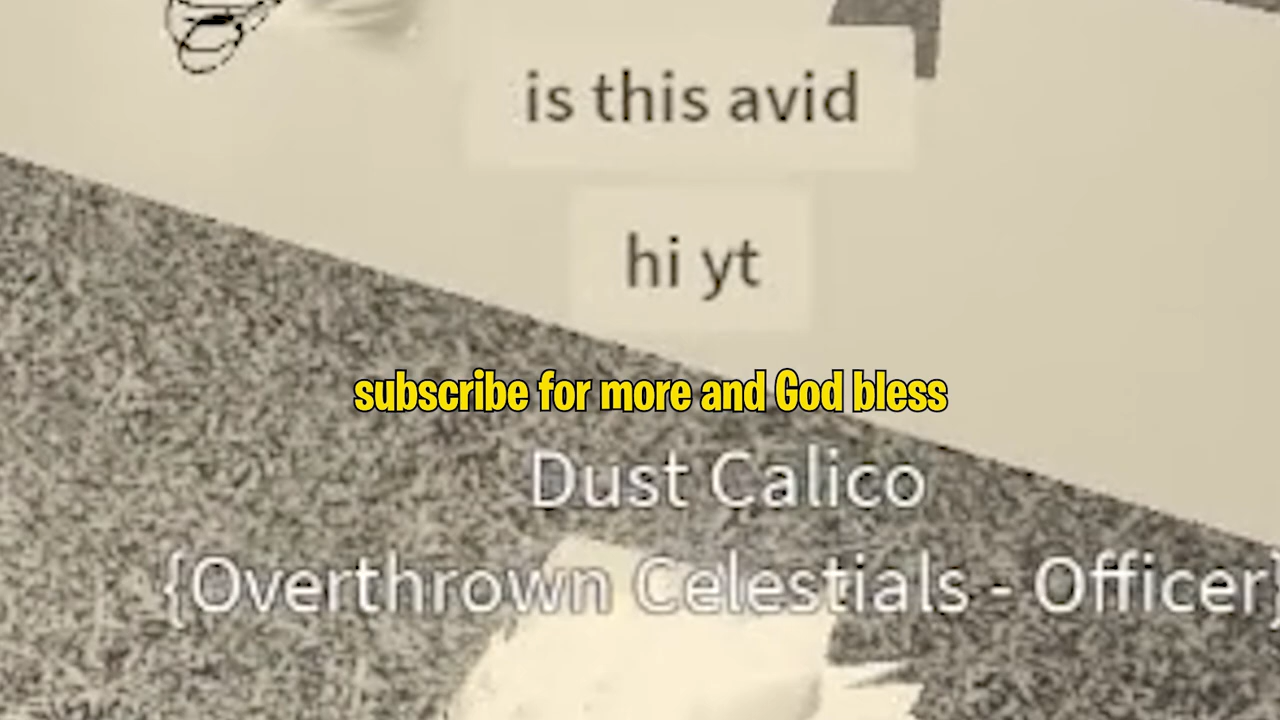 is this avid
hi yt
subscribe for more and God bless
Dust Calico
{Overthrown Celestials - Officer}